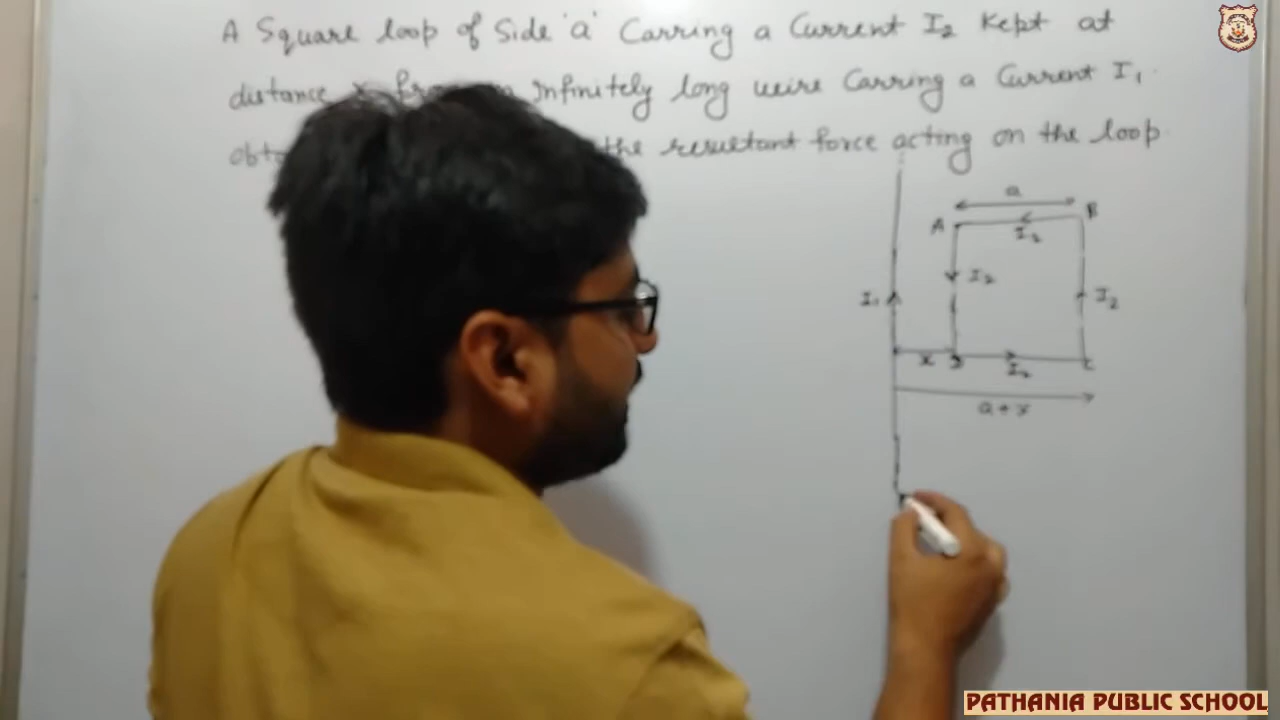 A Square loop of Side 'a' Carring a Current I₂ Kept at
distance x Infinitely long weire Carring a Current I₁.
the resultant force acting on the loop.
a
A B
I₂
I₂
I₁ I₂
x D I₂ C
a+x
PATHANIA PUBLIC SCHOOL